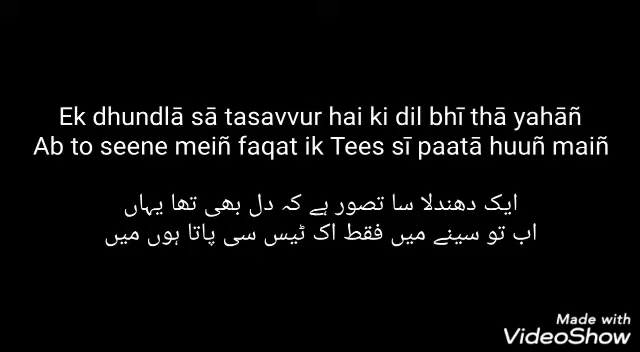 Ek dhundlā sā tasavvur hai ki dil bhī thā yahāñ
Ab to seene meiñ faqat ik Tees sī paatā huuñ maiñ
ایک دھندلا سا تصور ہے کہ دل بھی تھا یہاں
اب تو سینے میں فقط اک ٹیس سی پاتا ہوں میں
Made with
VideoShow